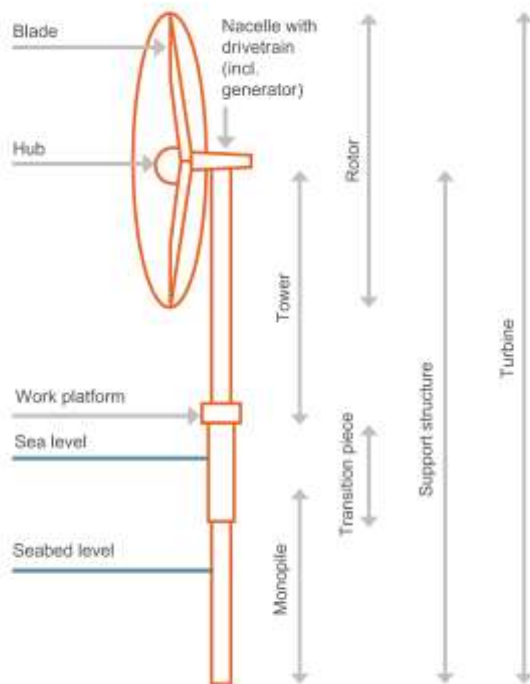 Blade
Nacelle with
drivetrain
(incl.
generator)
Hub
Rotor
Tower
Turbine
Support structure
Work platform
Sea level
Transition piece
Seabed level
Monopile